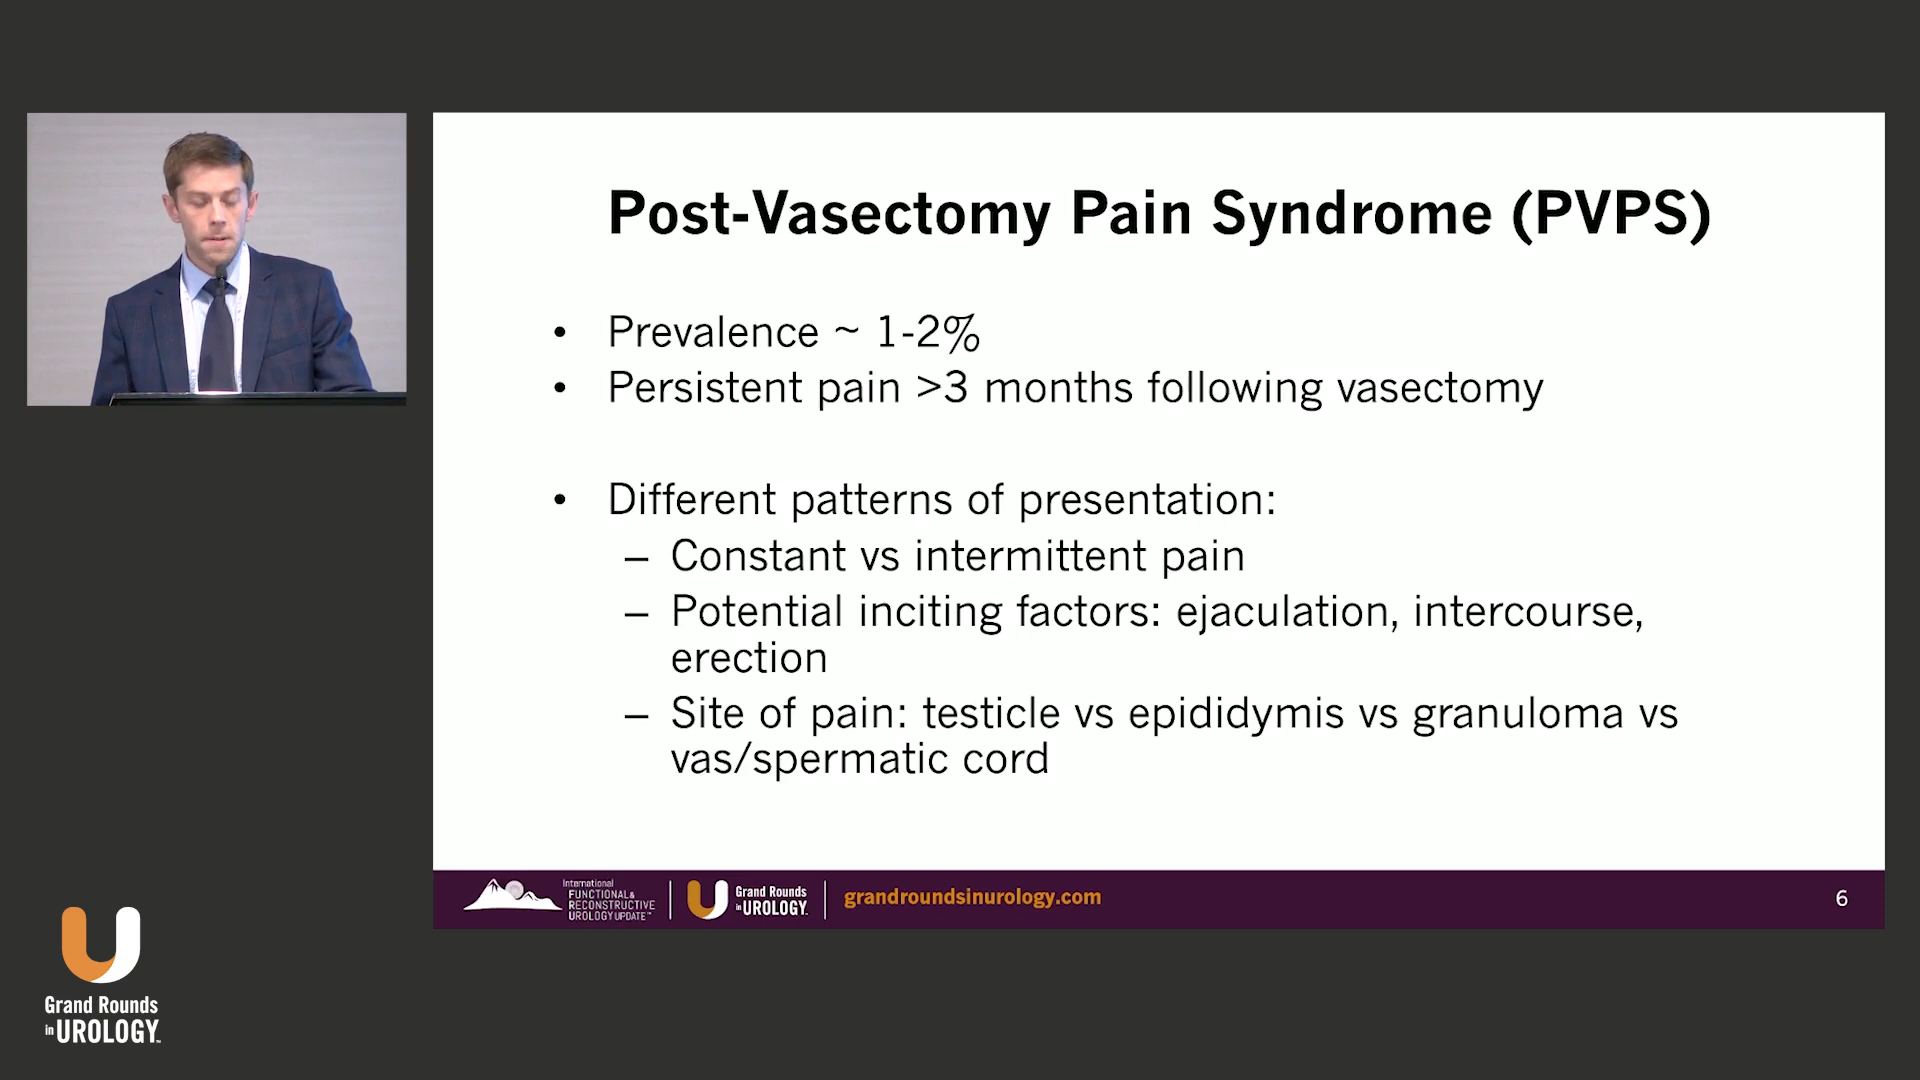 Post-Vasectomy Pain Syndrome (PVPS)
• Prevalence ~ 1-2%
• Persistent pain >3 months following vasectomy
• Different patterns of presentation:
– Constant vs intermittent pain
– Potential inciting factors: ejaculation, intercourse,
erection
– Site of pain: testicle vs epididymis vs granuloma vs
vas/spermatic cord
International
FUNCTIONAL &
RECONSTRUCTIVE
UROLOGY UPDATE™
Grand Rounds
in UROLOGY
grandroundsinurology.com
6
Grand Rounds
in UROLOGY™